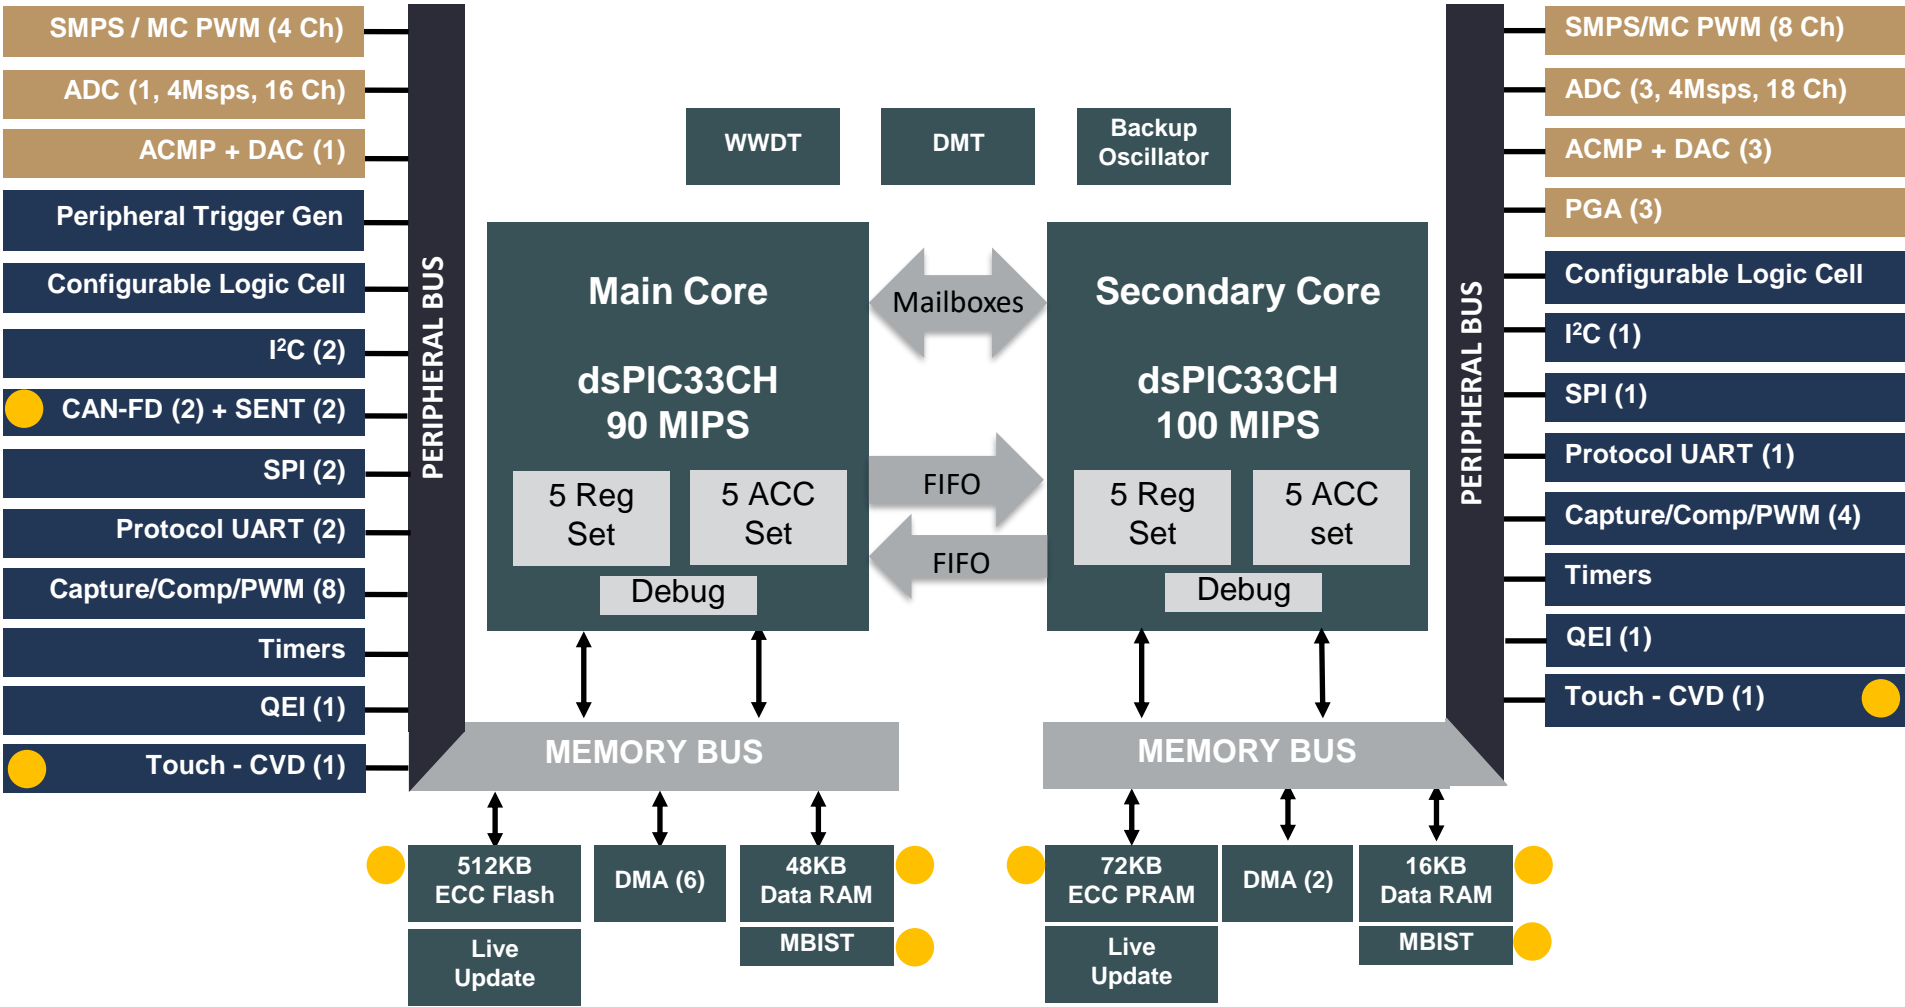 SMPS / MC PWM (4 Ch)
ADC (1, 4Msps, 16 Ch)
ACMP + DAC (1)
Peripheral Trigger Gen
Configurable Logic Cell
I²C (2)
CAN-FD (2) + SENT (2)
SPI (2)
Protocol UART (2)
Capture/Comp/PWM (8)
Timers
QEI (1)
Touch - CVD (1)
PERIPHERAL BUS
WWDT
DMT
Backup
Oscillator
Main Core
dsPIC33CH
90 MIPS
5 Reg
Set
5 ACC
Set
Debug
Mailboxes
FIFO
FIFO
Secondary Core
dsPIC33CH
100 MIPS
5 Reg
Set
5 ACC
set
Debug
MEMORY BUS
MEMORY BUS
512KB
ECC Flash
Live
Update
DMA (6)
48KB
Data RAM
MBIST
72KB
ECC PRAM
Live
Update
DMA (2)
16KB
Data RAM
MBIST
PERIPHERAL BUS
SMPS/MC PWM (8 Ch)
ADC (3, 4Msps, 18 Ch)
ACMP + DAC (3)
PGA (3)
Configurable Logic Cell
I²C (1)
SPI (1)
Protocol UART (1)
Capture/Comp/PWM (4)
Timers
QEI (1)
Touch - CVD (1)